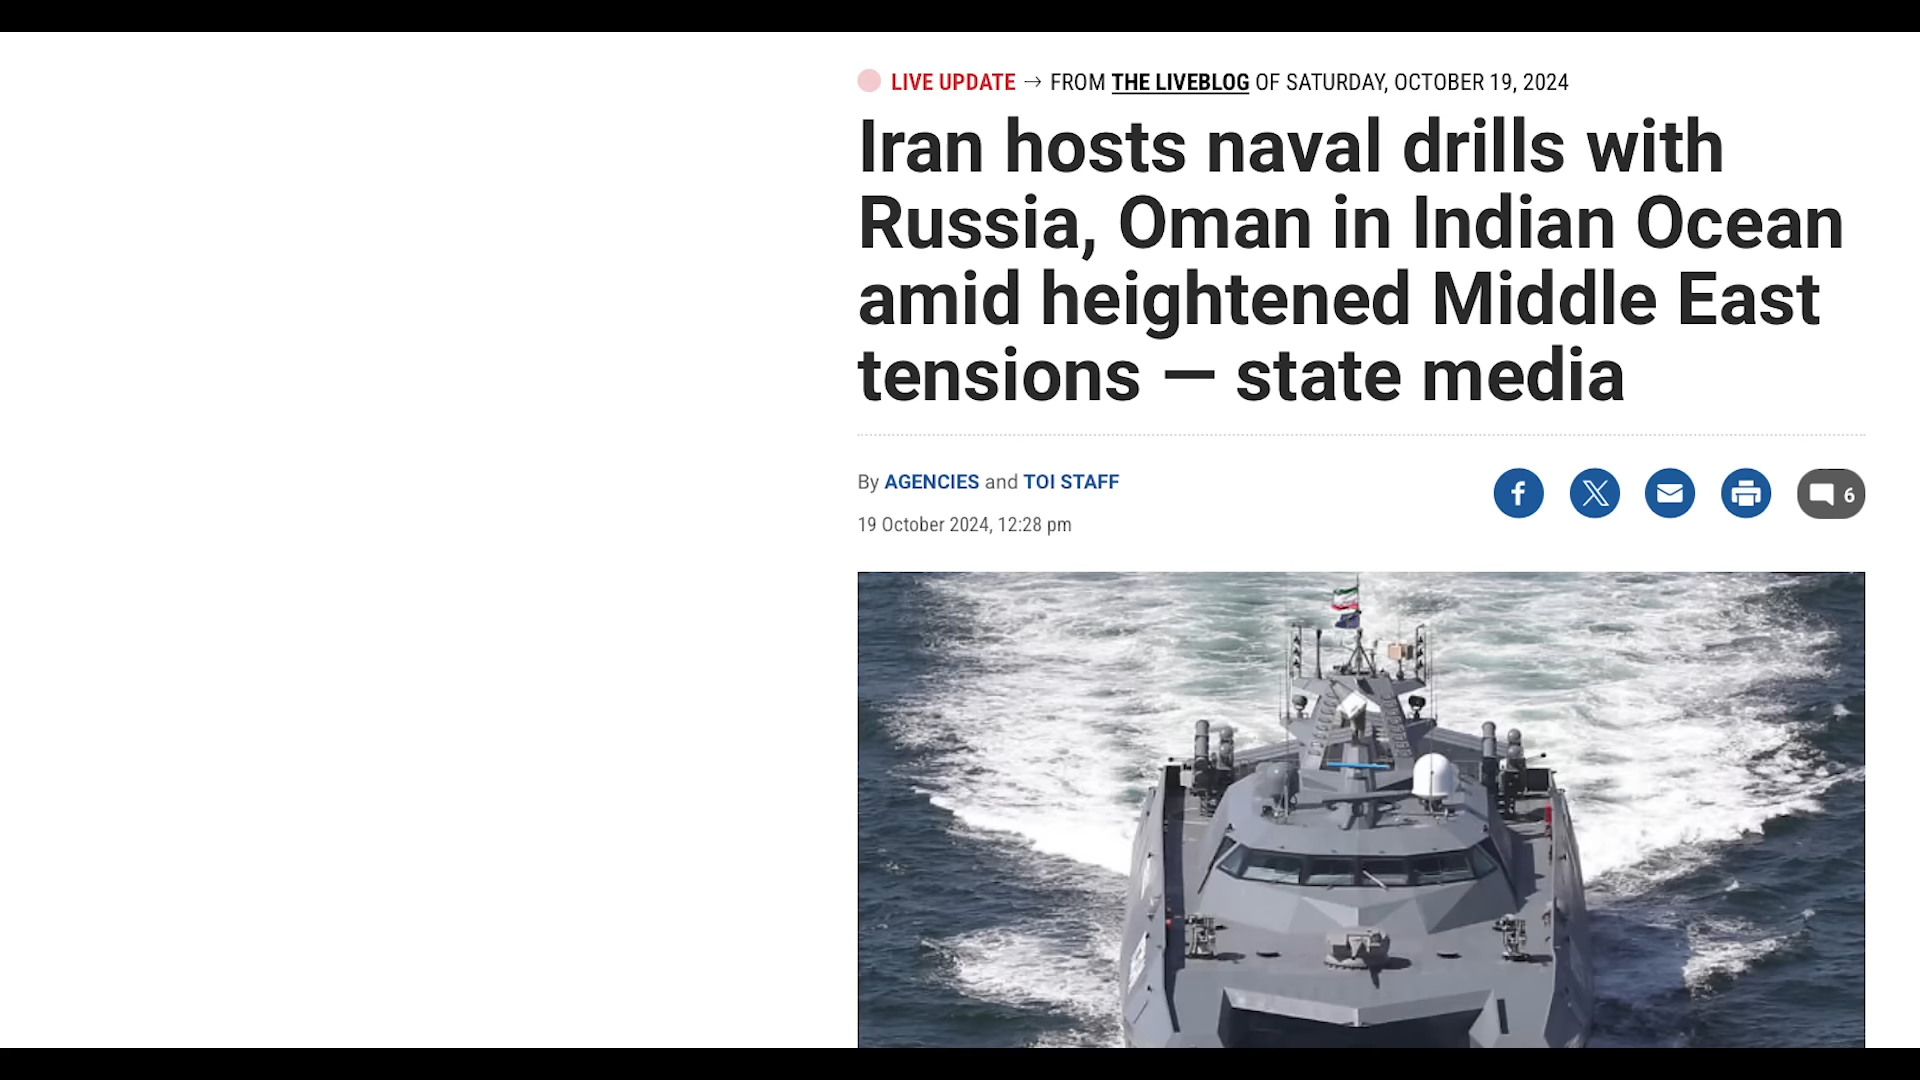 LIVE UPDATE → FROM THE LIVEBLOG OF SATURDAY, OCTOBER 19, 2024
Iran hosts naval drills with
Russia, Oman in Indian Ocean
amid heightened Middle East
tensions — state media
By AGENCIES and TOI STAFF
6
19 October 2024, 12:28 pm